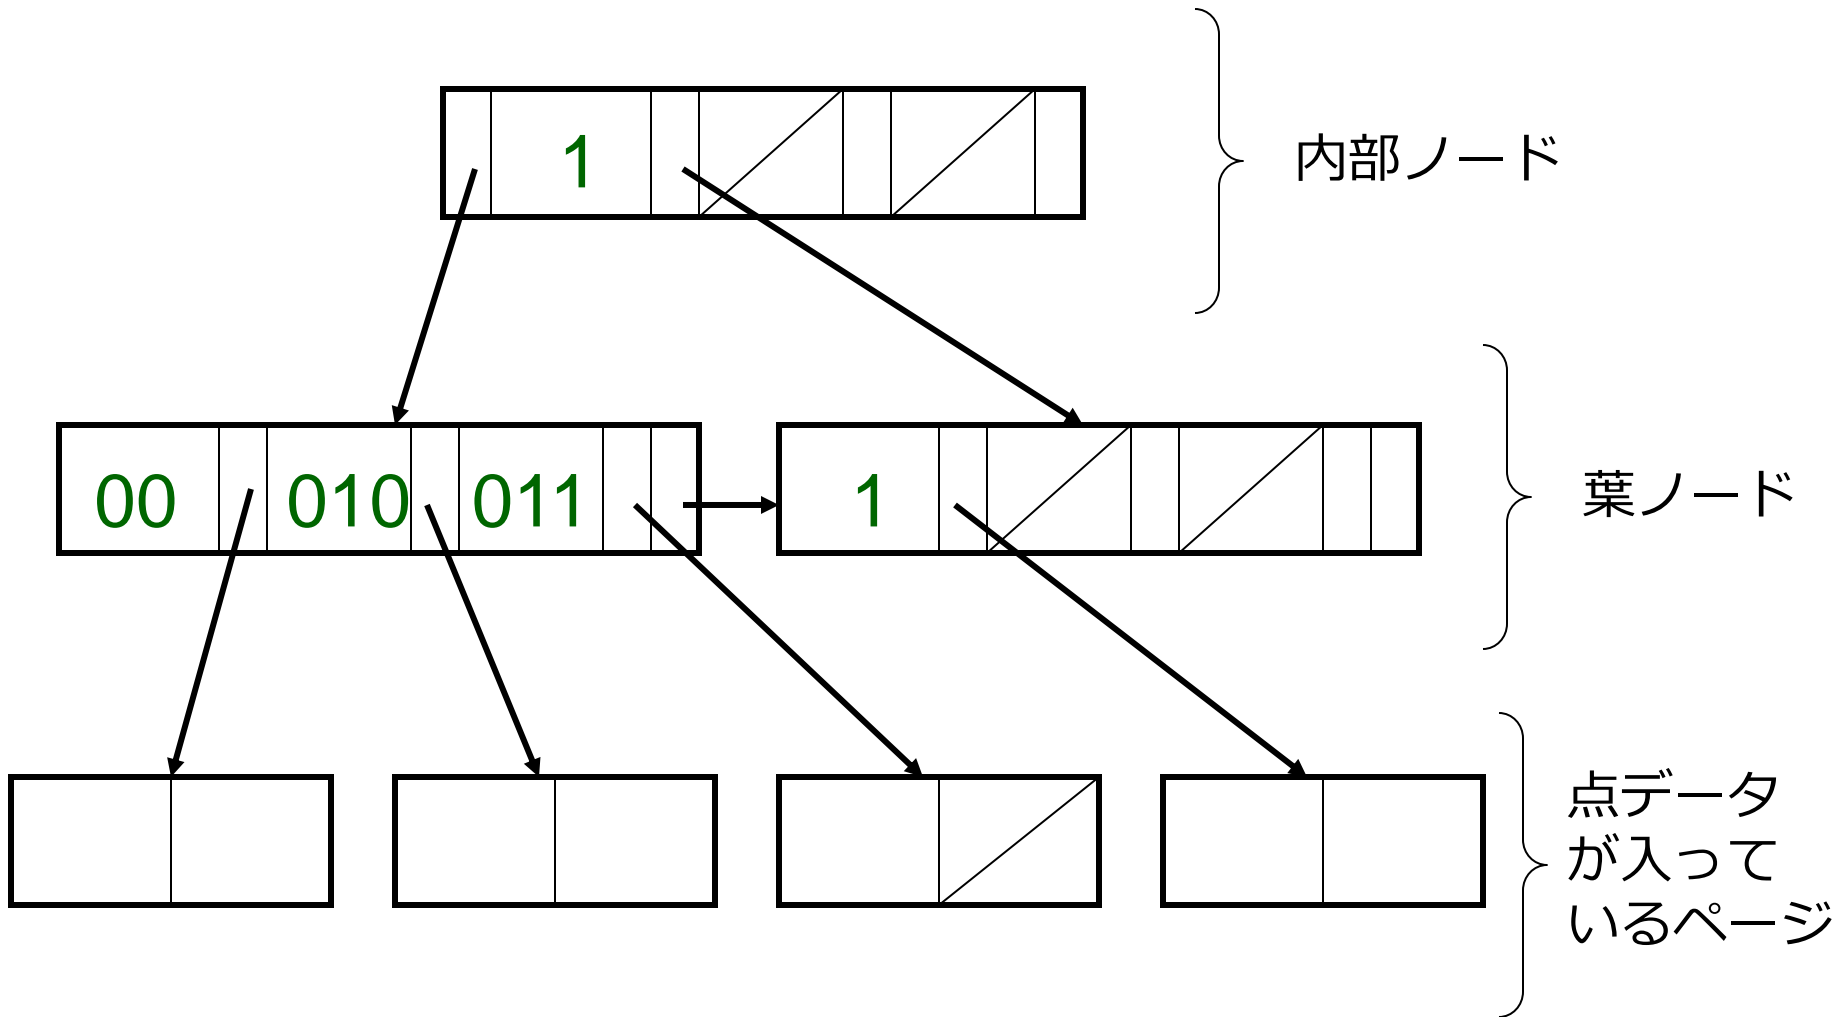 1
内部ノード
00 010 011 1
葉ノード
点データ
が入って
いるページ